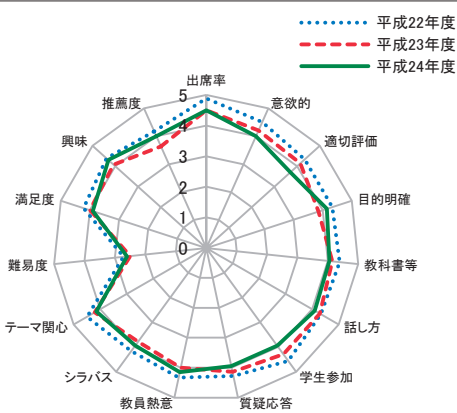 平成22年度
平成23年度
平成24年度
出席率
意欲的
適切評価
目的明確
教科書等
話し方
学生参加
質疑応答
教員熱意
シラバス
テーマ関心
難易度
満足度
興味
推薦度
5
4
3
2
1
0